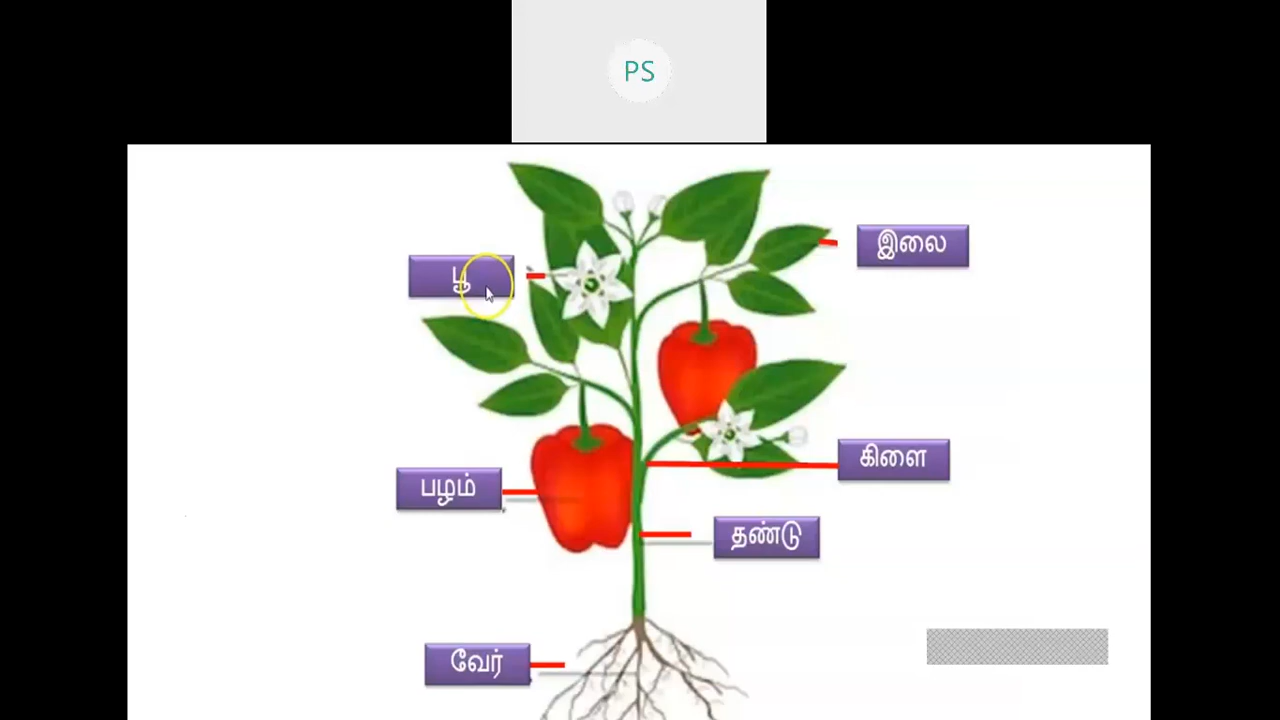 PS
இலை
பூ
கிளை
பழம்
தண்டு
வேர்